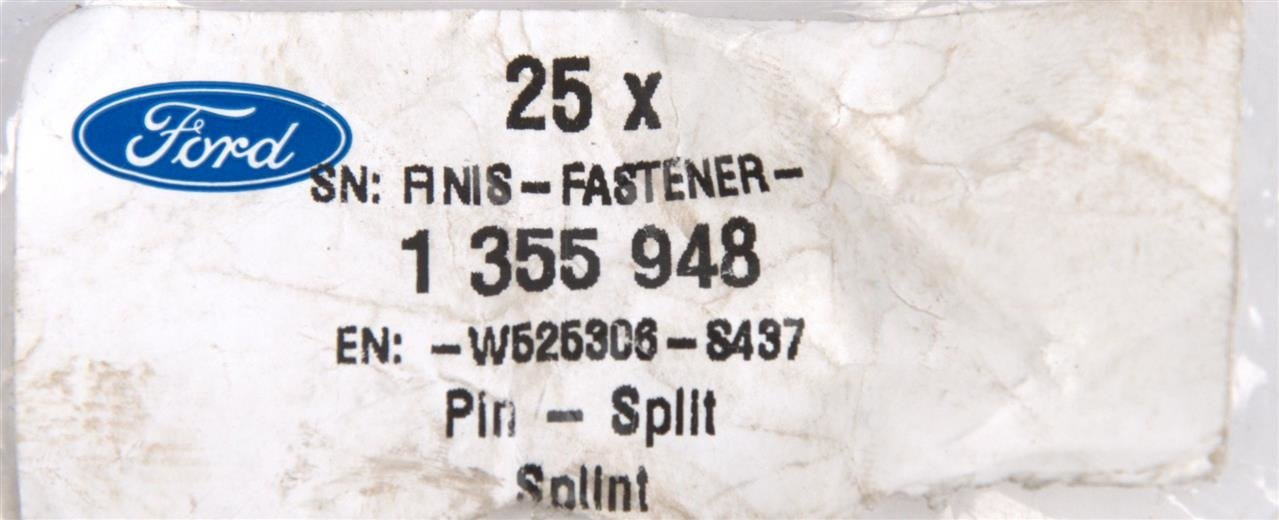 Ford
25 x
SN: FINIS-FASTENER-
1 355 948
EN: -W525306-S437
Pin - Split
Splint